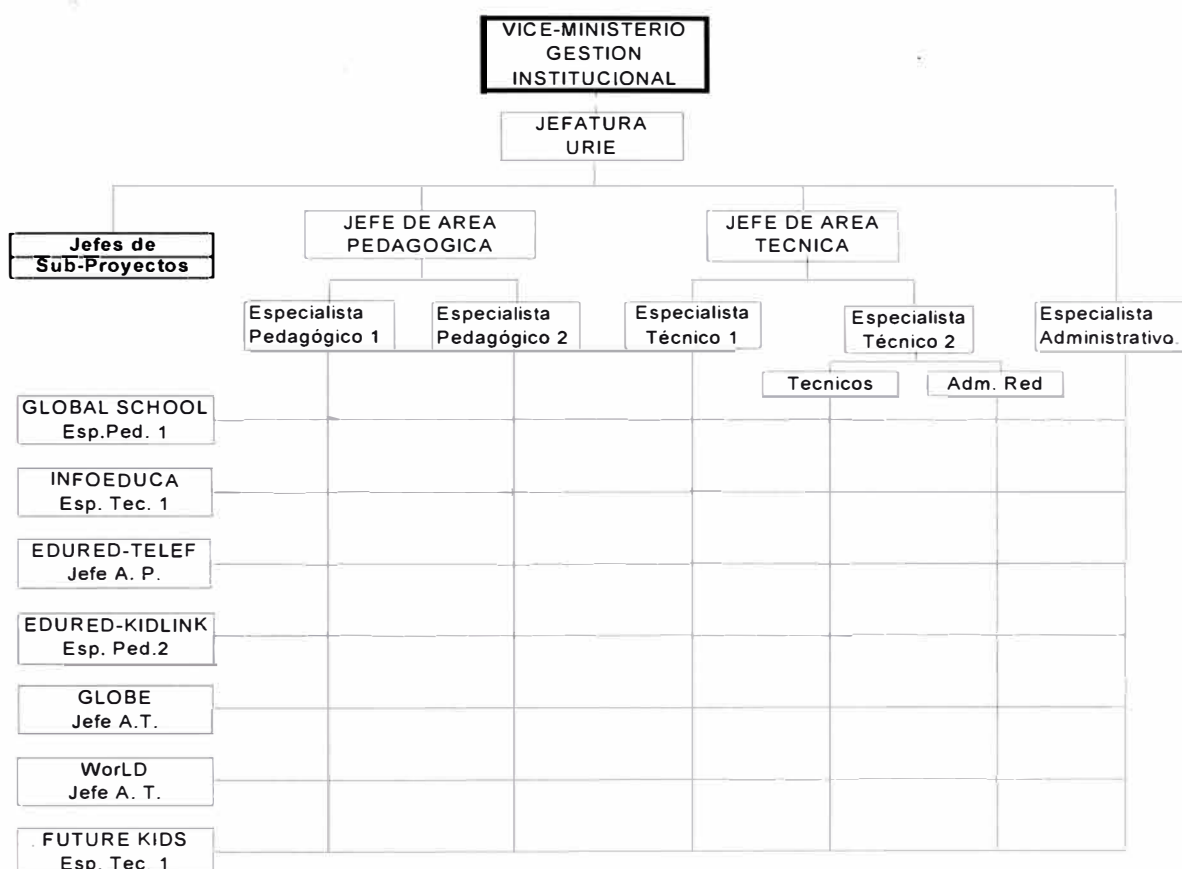 VICE-MINISTERIO
GESTION
INSTITUCIONAL
JEFATURA
URIE
Jefes de
Sub-Proyectos
JEFE DE AREA
PEDAGOGICA
JEFE DE AREA
TECNICA
Especialista
Pedagógico 1
Especialista
Pedagógico 2
Especialista
Técnico 1
Especialista
Técnico 2
Especialista
Administrativo.
Tecnicos
Adm. Red
GLOBAL SCHOOL
Esp.Ped. 1
INFOEDUCA
Esp. Tec. 1
EDURED-TELEF
Jefe A. P.
EDURED-KIDLINK
Esp. Ped.2
GLOBE
Jefe A.T.
WorLD
Jefe A. T.
FUTURE KIDS
Esp. Tec. 1